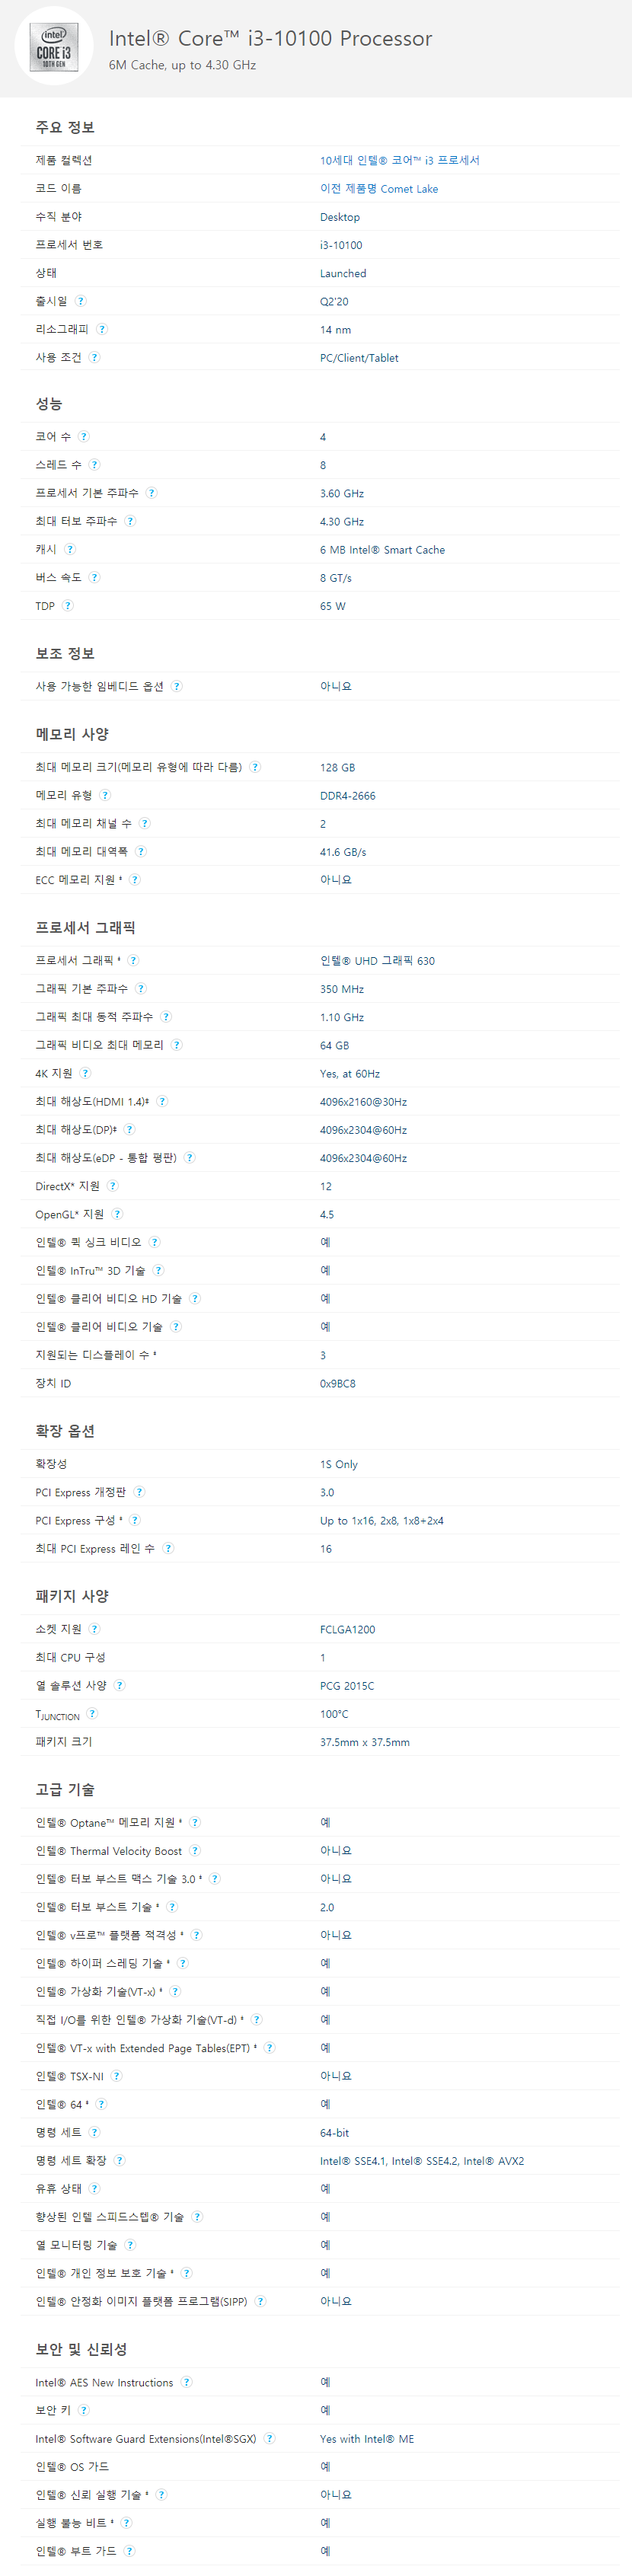 intel
CORE i3
10TH GEN
Intel® Core™ i3-10100 Processor
6M Cache, up to 4.30 GHz
주요 정보
제품 컬렉션 10세대 인텔® 코어™ i3 프로세서
코드 이름 이전 제품명 Comet Lake
수직 분야 Desktop
프로세서 번호 i3-10100
상태 Launched
출시일 ? Q2'20
리소그래피 ? 14 nm
사용 조건 ? PC/Client/Tablet
성능
코어 수 ? 4
스레드 수 ? 8
프로세서 기본 주파수 ? 3.60 GHz
최대 터보 주파수 ? 4.30 GHz
캐시 ? 6 MB Intel® Smart Cache
버스 속도 ? 8 GT/s
TDP ? 65 W
보조 정보
사용 가능한 임베디드 옵션 ? 아니요
메모리 사양
최대 메모리 크기(메모리 유형에 따라 다름) ? 128 GB
메모리 유형 ? DDR4-2666
최대 메모리 채널 수 ? 2
최대 메모리 대역폭 ? 41.6 GB/s
ECC 메모리 지원 ‡ ? 아니요
프로세서 그래픽
프로세서 그래픽 ‡ ? 인텔® UHD 그래픽 630
그래픽 기본 주파수 ? 350 MHz
그래픽 최대 동적 주파수 ? 1.10 GHz
그래픽 비디오 최대 메모리 ? 64 GB
4K 지원 ? Yes, at 60Hz
최대 해상도(HDMI 1.4)‡ ? 4096x2160@30Hz
최대 해상도(DP)‡ ? 4096x2304@60Hz
최대 해상도(eDP - 통합 평판) ? 4096x2304@60Hz
DirectX* 지원 ? 12
OpenGL* 지원 ? 4.5
인텔® 퀵 싱크 비디오 ? 예
인텔® InTru™ 3D 기술 ? 예
인텔® 클리어 비디오 HD 기술 ? 예
인텔® 클리어 비디오 기술 ? 예
지원되는 디스플레이 수 ‡ 3
장치 ID 0x9BC8
확장 옵션
확장성 1S Only
PCI Express 개정판 ? 3.0
PCI Express 구성 ‡ ? Up to 1x16, 2x8, 1x8+2x4
최대 PCI Express 레인 수 ? 16
패키지 사양
소켓 지원 ? FCLGA1200
최대 CPU 구성 1
열 솔루션 사양 ? PCG 2015C
TJUNCTION ? 100°C
패키지 크기 37.5mm x 37.5mm
고급 기술
인텔® Optane™ 메모리 지원 ‡ ? 예
인텔® Thermal Velocity Boost ? 아니요
인텔® 터보 부스트 맥스 기술 3.0 ‡ ? 아니요
인텔® 터보 부스트 기술 ‡ ? 2.0
인텔® v프로™ 플랫폼 적격성 ‡ ? 아니요
인텔® 하이퍼 스레딩 기술 ‡ ? 예
인텔® 가상화 기술(VT-x) ‡ ? 예
직접 I/O를 위한 인텔® 가상화 기술(VT-d) ‡ ? 예
인텔® VT-x with Extended Page Tables(EPT) ‡ ? 예
인텔® TSX-NI ? 아니요
인텔® 64 ‡ ? 예
명령 세트 ? 64-bit
명령 세트 확장 ? Intel® SSE4.1, Intel® SSE4.2, Intel® AVX2
유휴 상태 ? 예
향상된 인텔 스피드스텝® 기술 ? 예
열 모니터링 기술 ? 예
인텔® 개인 정보 보호 기술 ‡ ? 예
인텔® 안정화 이미지 플랫폼 프로그램(SIPP) ? 아니요
보안 및 신뢰성
Intel® AES New Instructions ? 예
보안 키 ? 예
Intel® Software Guard Extensions(Intel®SGX) ? Yes with Intel® ME
인텔® OS 가드 예
인텔® 신뢰 실행 기술 ‡ ? 아니요
실행 불능 비트 ‡ ? 예
인텔® 부트 가드 ? 예